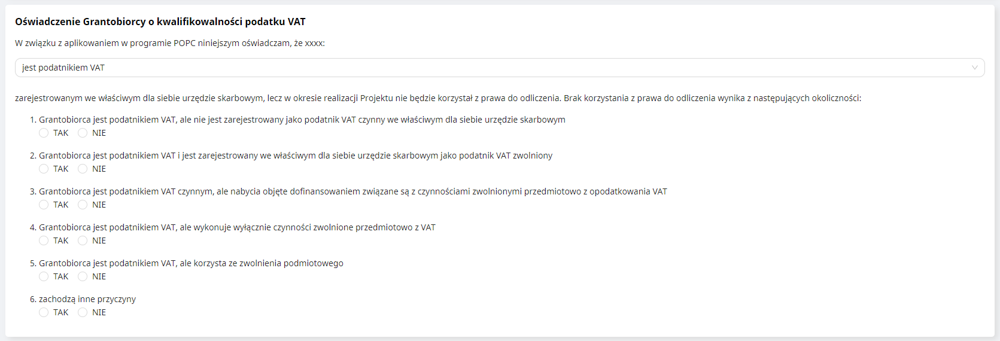 Oświadczenie Grantobiorcy o kwalifikowalności podatku VAT
W związku z aplikowaniem w programie POPC niniejszym oświadczam, że xxxx:
jest podatnikiem VAT
zarejestrowanym we właściwym dla siebie urzędzie skarbowym, lecz w okresie realizacji Projektu nie będzie korzystał z prawa do odliczenia. Brak korzystania z prawa do odliczenia wynika z następujących okoliczności:
1. Grantobiorca jest podatnikiem VAT, ale nie jest zarejestrowany jako podatnik VAT czynny we właściwym dla siebie urzędzie skarbowym
TAK NIE
2. Grantobiorca jest podatnikiem VAT i jest zarejestrowany we właściwym dla siebie urzędzie skarbowym jako podatnik VAT zwolniony
TAK NIE
3. Grantobiorca jest podatnikiem VAT czynnym, ale nabycia objęte dofinansowaniem związane są z czynnościami zwolnionymi przedmiotowo z opodatkowania VAT
TAK NIE
4. Grantobiorca jest podatnikiem VAT, ale wykonuje wyłącznie czynności zwolnione przedmiotowo z VAT
TAK NIE
5. Grantobiorca jest podatnikiem VAT, ale korzysta ze zwolnienia podmiotowego
TAK NIE
6. zachodzą inne przyczyny
TAK NIE